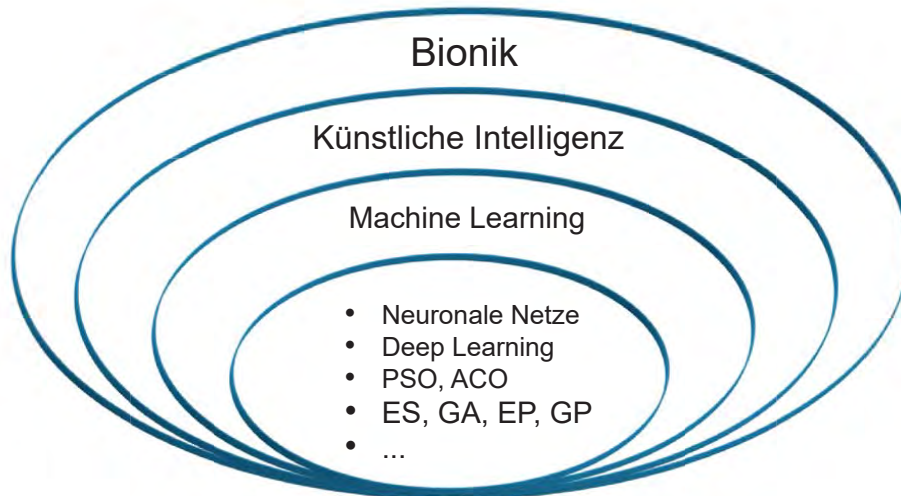 Bionik
Künstliche Intelligenz
Machine Learning
• Neuronale Netze
• Deep Learning
• PSO, ACO
• ES, GA, EP, GP
• ...